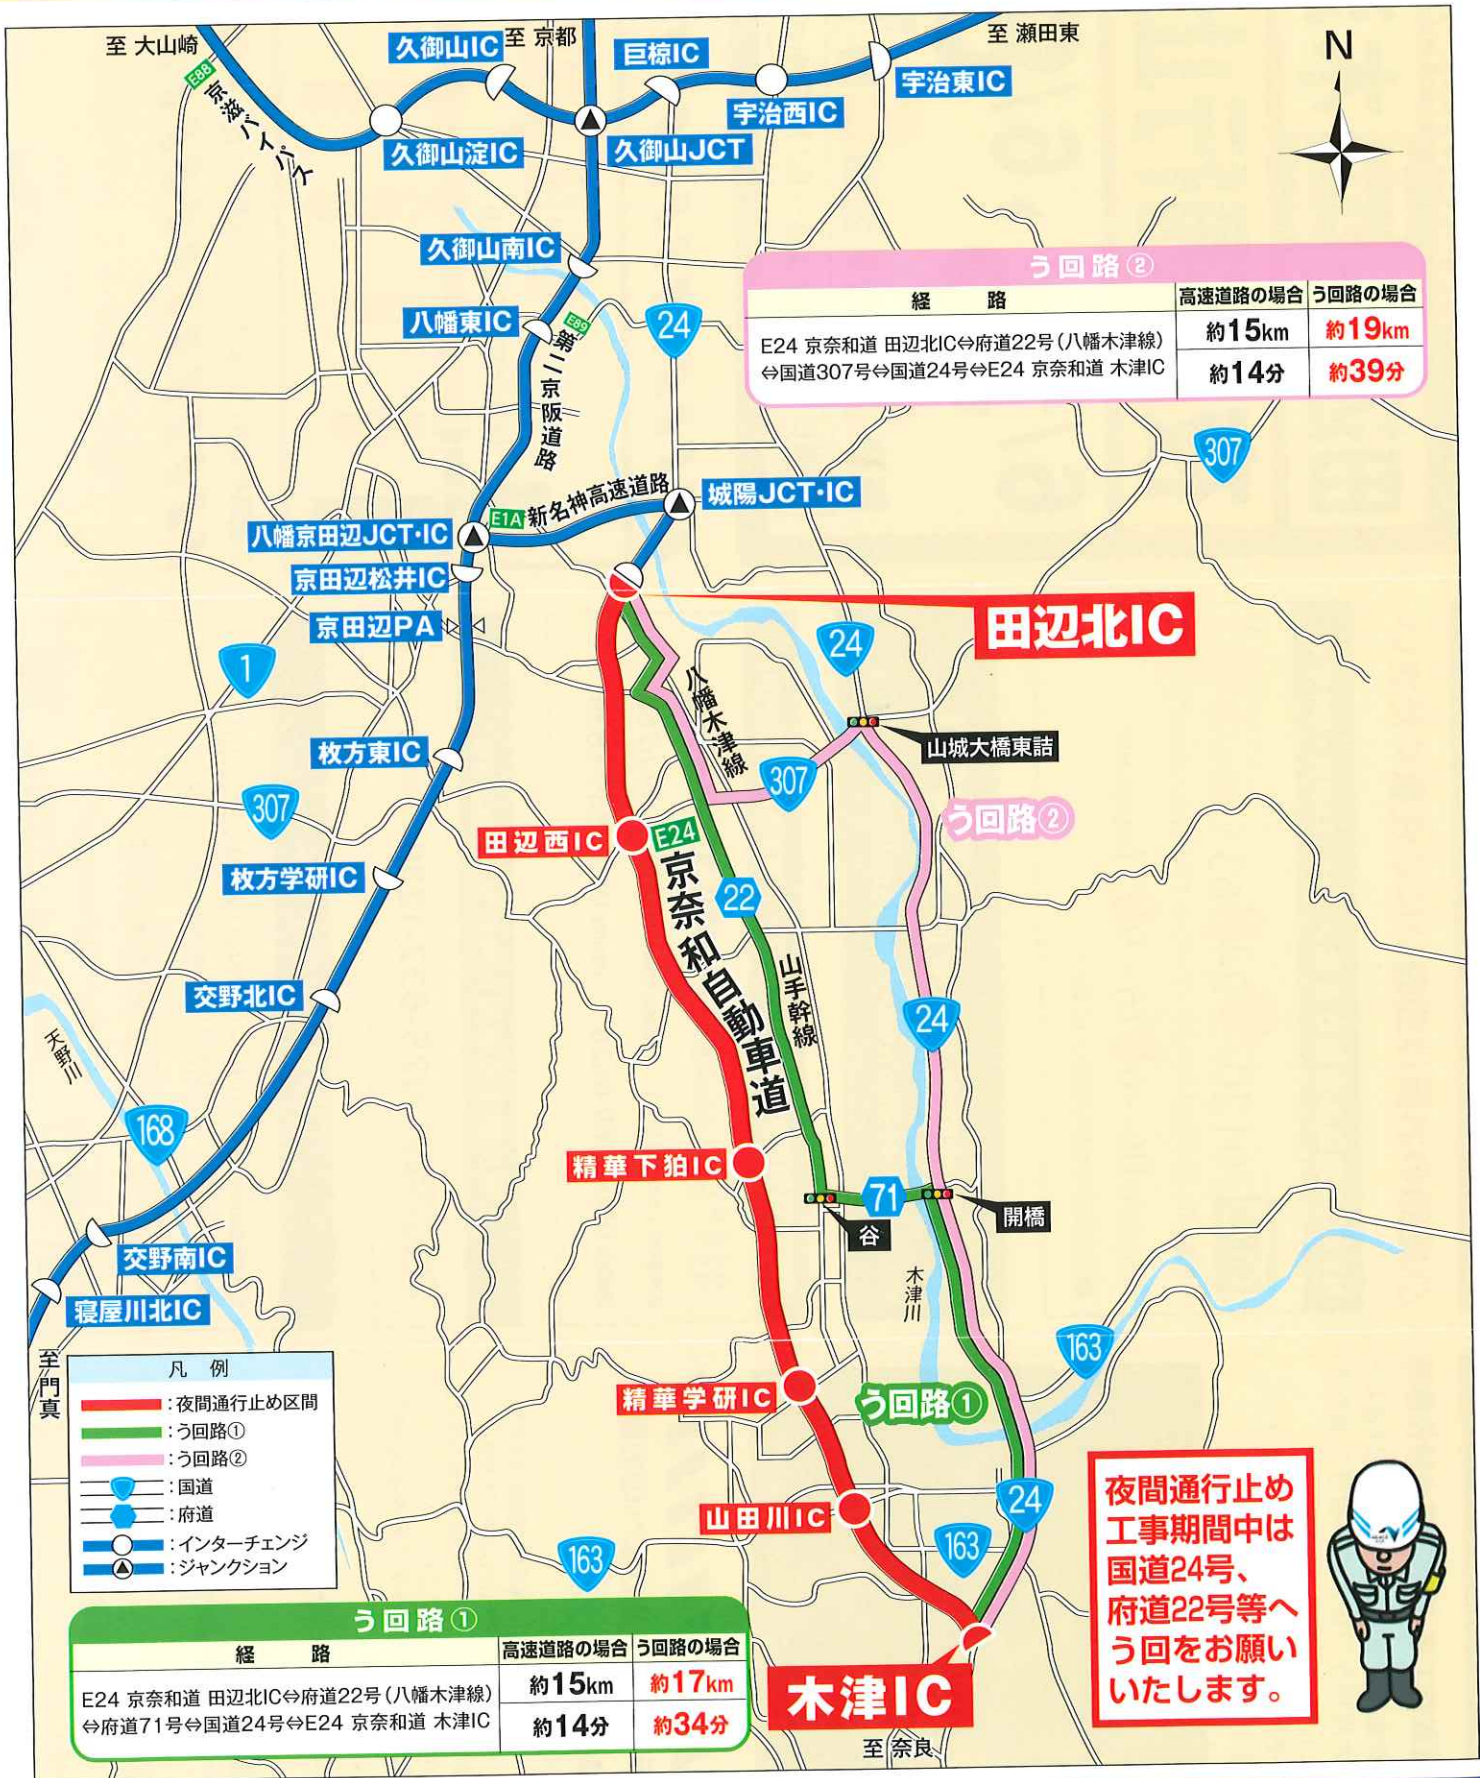 至 大山崎
久御山IC
至 京都
巨椋IC
至 瀬田東
N
E88
京滋バイパス
宇治東IC
宇治西IC
久御山淀IC
久御山JCT
久御山南IC
八幡東IC
E89
第二京阪道路
24
う回路②
経 路
高速道路の場合
う回路の場合
E24 京奈和道 田辺北IC⇔府道22号(八幡木津線)
⇔国道307号⇔国道24号⇔E24 京奈和道 木津IC
約15km
約19km
約14分
約39分
307
城陽JCT・IC
E1A
新名神高速道路
八幡京田辺JCT・IC
京田辺松井IC
京田辺PA
田辺北IC
24
1
八幡木津線
山城大橋東詰
枚方東IC
307
307
う回路②
田辺西IC
E24
京奈和自動車道
枚方学研IC
22
山手幹線
交野北IC
24
天野川
168
精華下狛IC
71
谷
開橋
交野南IC
寝屋川北IC
木津川
至門真
163
凡 例
:夜間通行止め区間
:う回路①
:う回路②
:国道
:府道
:インターチェンジ
:ジャンクション
精華学研IC
う回路①
山田川IC
24
163
163
夜間通行止め
工事期間中は
国道24号、
府道22号等へ
う回をお願い
いたします。
う回路①
経 路
高速道路の場合
う回路の場合
E24 京奈和道 田辺北IC⇔府道22号(八幡木津線)
⇔府道71号⇔国道24号⇔E24 京奈和道 木津IC
約15km
約17km
約14分
約34分
木津IC
至 奈良